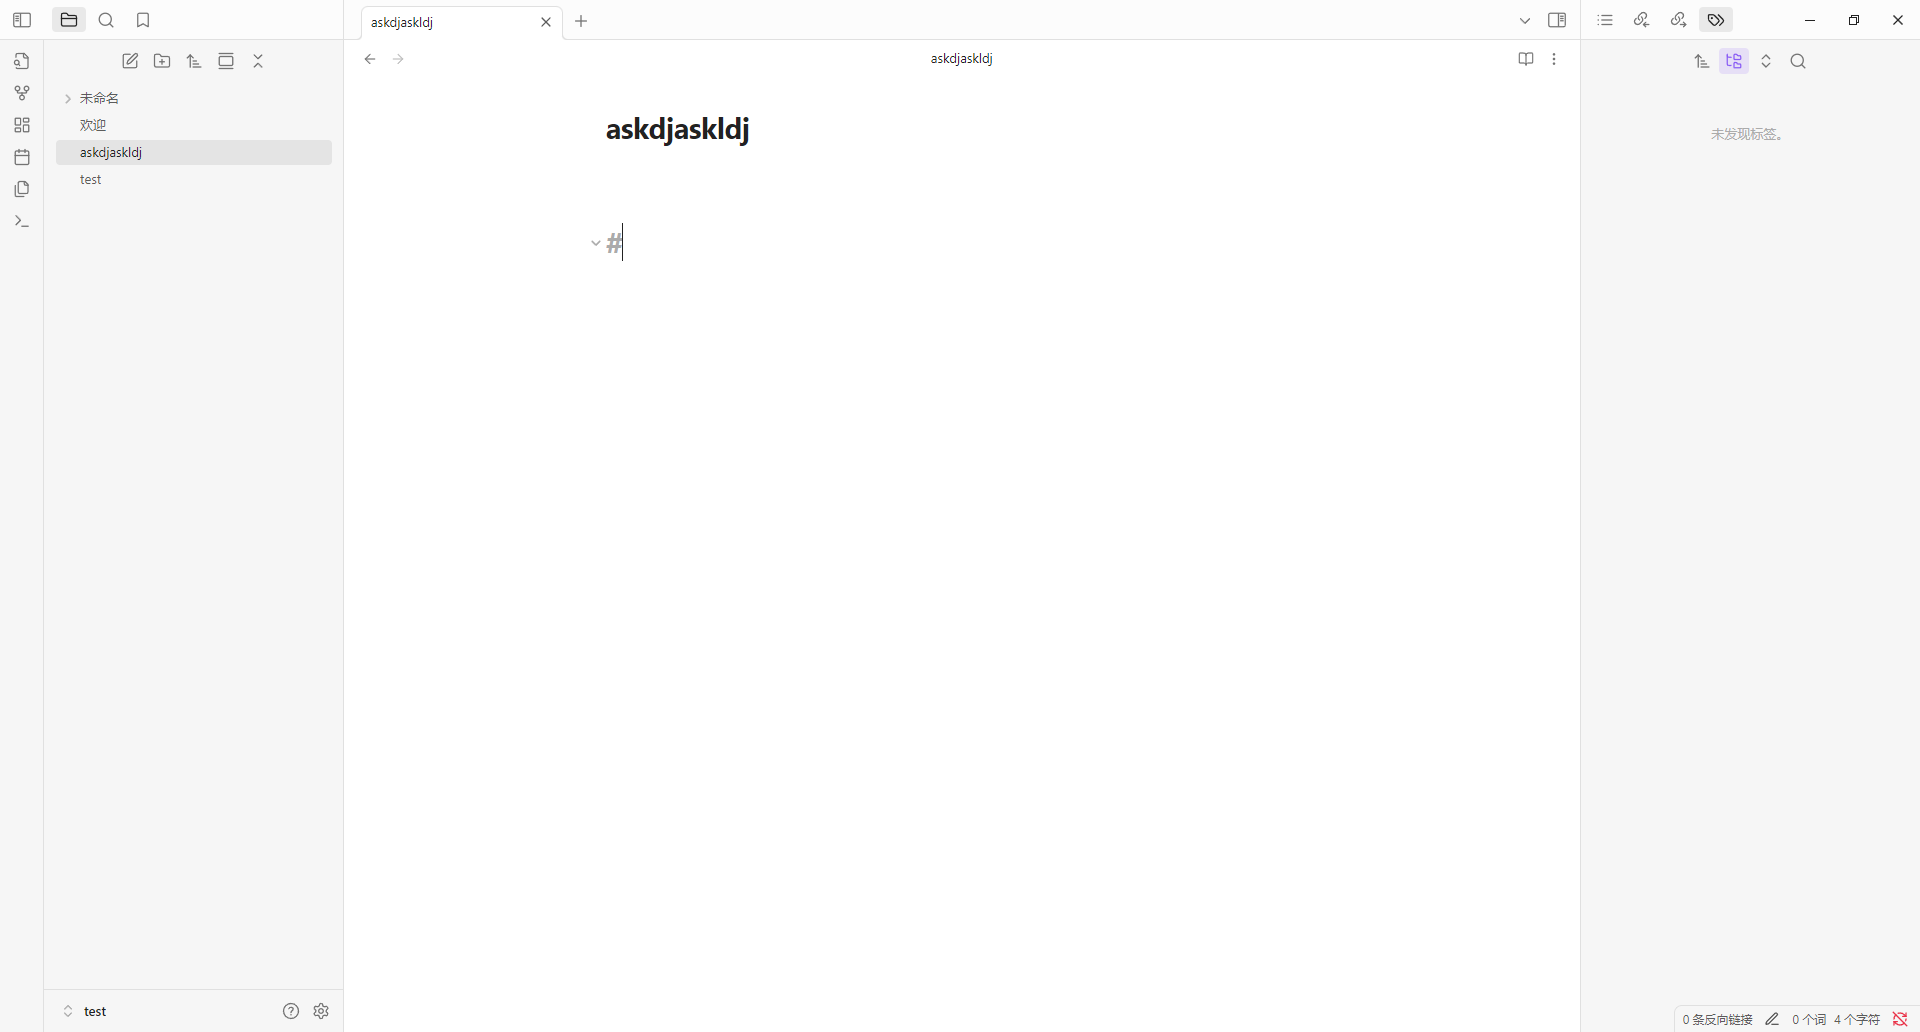 askdjaskldj
askdjaskldj
未命名
欢迎
askdjaskldj
test
askdjaskldj
#
未发现标签。
test
0 条反向链接
0 个词
4 个字符